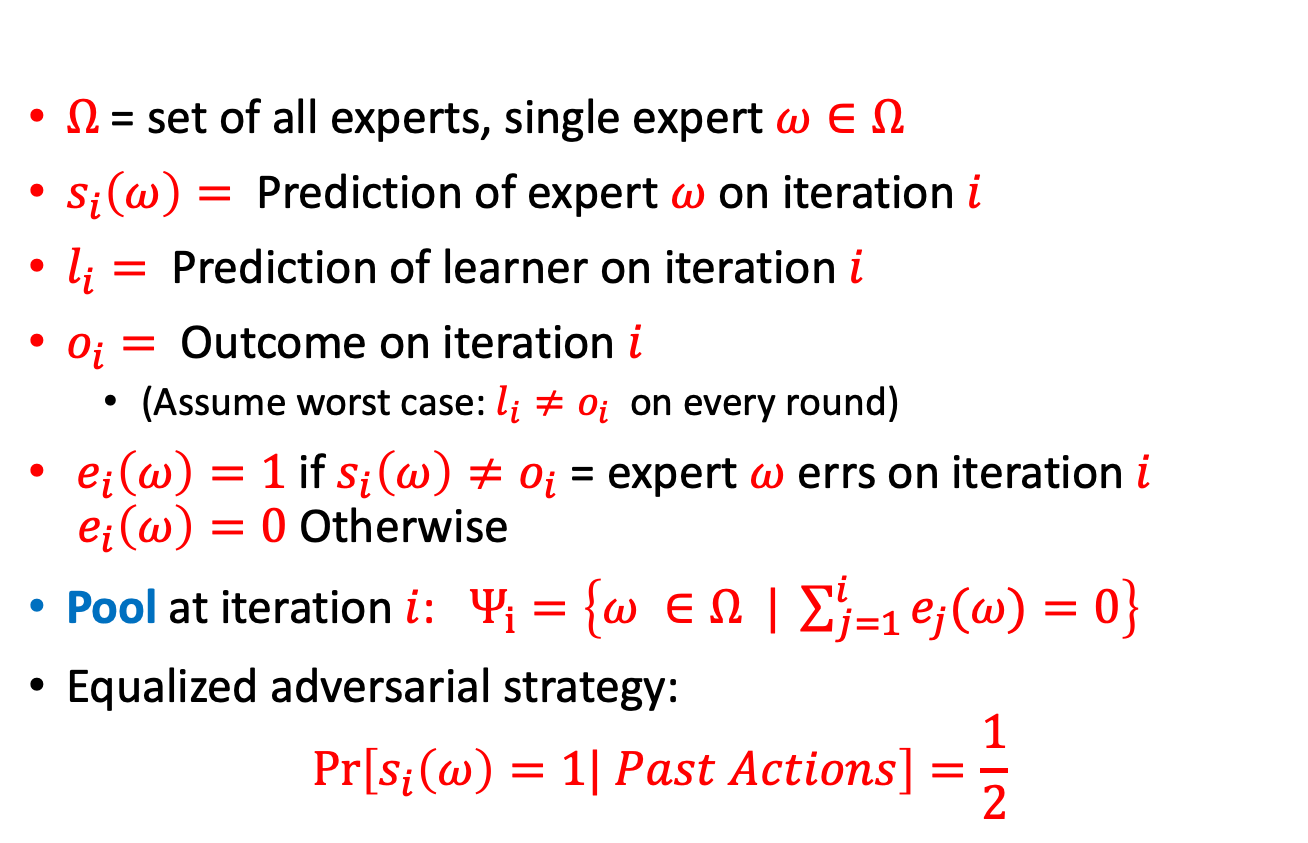 • Ω = set of all experts, single expert ω ∈ Ω
• sᵢ(ω) = Prediction of expert ω on iteration i
• lᵢ = Prediction of learner on iteration i
• oᵢ = Outcome on iteration i
• (Assume worst case: lᵢ ≠ oᵢ on every round)
• eᵢ(ω) = 1 if sᵢ(ω) ≠ oᵢ = expert ω errs on iteration i
eᵢ(ω) = 0 Otherwise
• Pool at iteration i: Ψᵢ = {ω ∈ Ω | ∑ⁱⱼ₌₁ eⱼ(ω) = 0}
• Equalized adversarial strategy:
Pr[sᵢ(ω) = 1| Past Actions] = 1/2